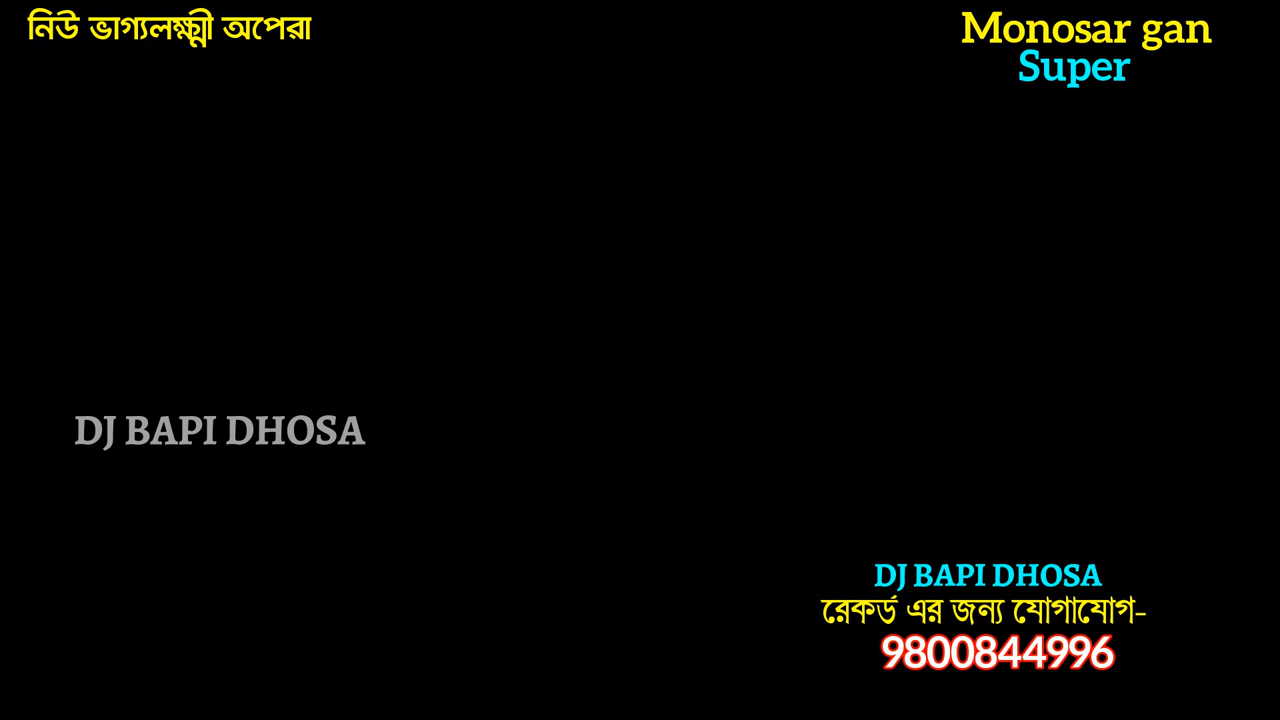 নিউ ভাগ্যলক্ষ্মী অপেরা
Monosar gan
Super
DJ BAPI DHOSA
DJ BAPI DHOSA
রেকর্ড এর জন্য যোগাযোগ-
9800844996